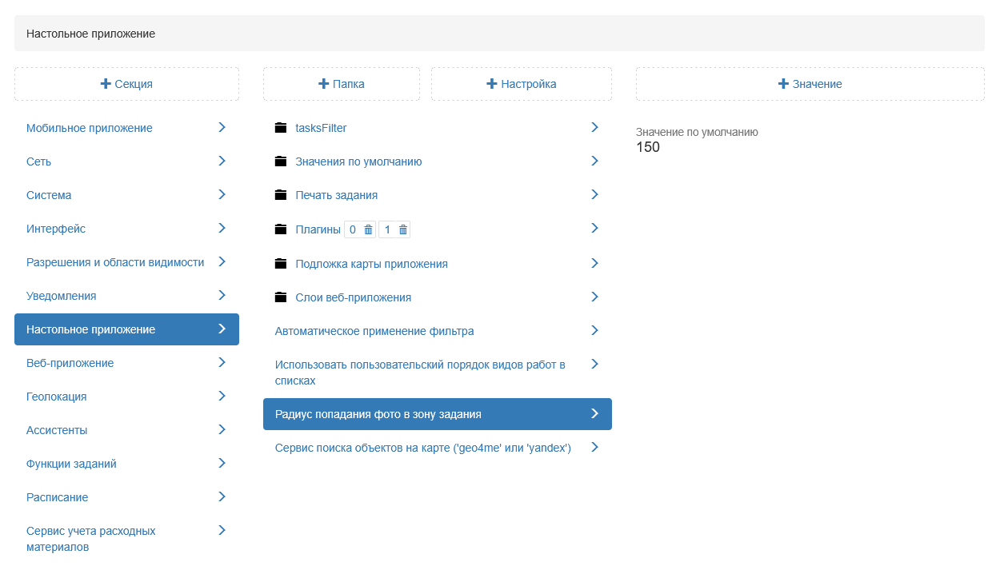 Настольное приложение
Секция
Мобильное приложение
Сеть
Система
Интерфейс
Разрешения и области видимости
Уведомления
Настольное приложение
Веб-приложение
Геолокация
Ассистенты
Функции заданий
Расписание
Сервис учета расходных
материалов
Папка
Настройка
tasksFilter
Значения по умолчанию
Печать задания
Плагины 0 1
Подложка карты приложения
Слои веб-приложения
Автоматическое применение фильтра
Использовать пользовательский порядок видов работ в
списках
Радиус попадания фото в зону задания
Сервис поиска объектов на карте ('geo4me' или 'yandex')
Значение
Значение по умолчанию
150